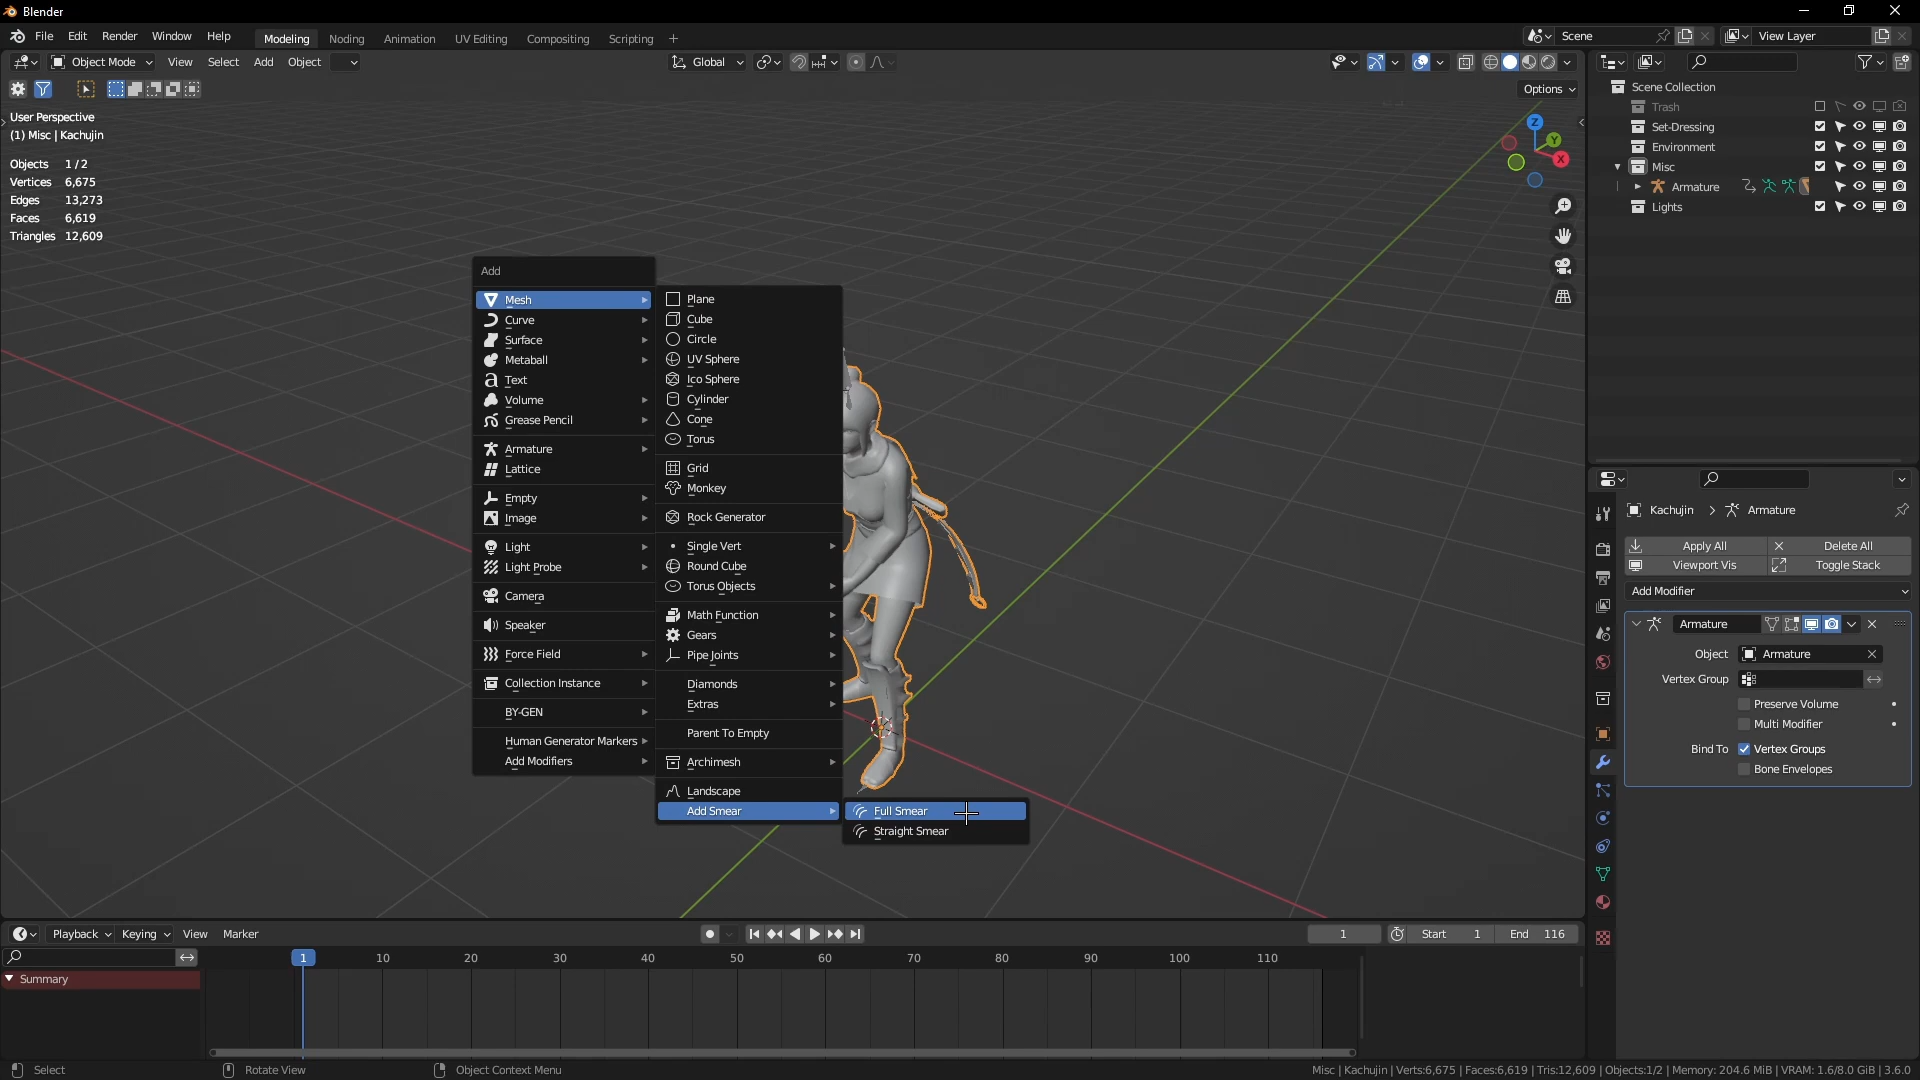 Blender
File Edit Render Window Help
Modeling Noding Animation UV Editing Compositing Scripting +
Scene
View Layer
Object Mode View Select Add Object
Global
Options
User Perspective
(1) Misc | Kachujin
Objects 1/2
Vertices 6,675
Edges 13,273
Faces 6,619
Triangles 12,609
Z
Y
X
Scene Collection
Trash
Set-Dressing
Environment
Misc
Armature
Lights
Add
Mesh
Curve
Surface
Metaball
Text
Volume
Grease Pencil
Armature
Lattice
Empty
Image
Light
Light Probe
Camera
Speaker
Force Field
Collection Instance
BY-GEN
Human Generator Markers
Add Modifiers
Plane
Cube
Circle
UV Sphere
Ico Sphere
Cylinder
Cone
Torus
Grid
Monkey
Rock Generator
Single Vert
Round Cube
Torus Objects
Math Function
Gears
Pipe Joints
Diamonds
Extras
Parent To Empty
Archimesh
Landscape
Add Smear
Full Smear
Straight Smear
Kachujin > Armature
Apply All Delete All
Viewport Vis Toggle Stack
Add Modifier
Armature
Object Armature
Vertex Group
Preserve Volume
Multi Modifier
Bind To Vertex Groups
Bone Envelopes
Playback Keying View Marker
1 Start 1 End 116
1 10 20 30 40 50 60 70 80 90 100 110
Summary
Select Rotate View Object Context Menu
Misc | Kachujin | Verts:6,675 | Faces:6,619 | Tris:12,609 | Objects:1/2 | Memory: 204.6 MiB | VRAM: 1.6/8.0 GiB | 3.6.0